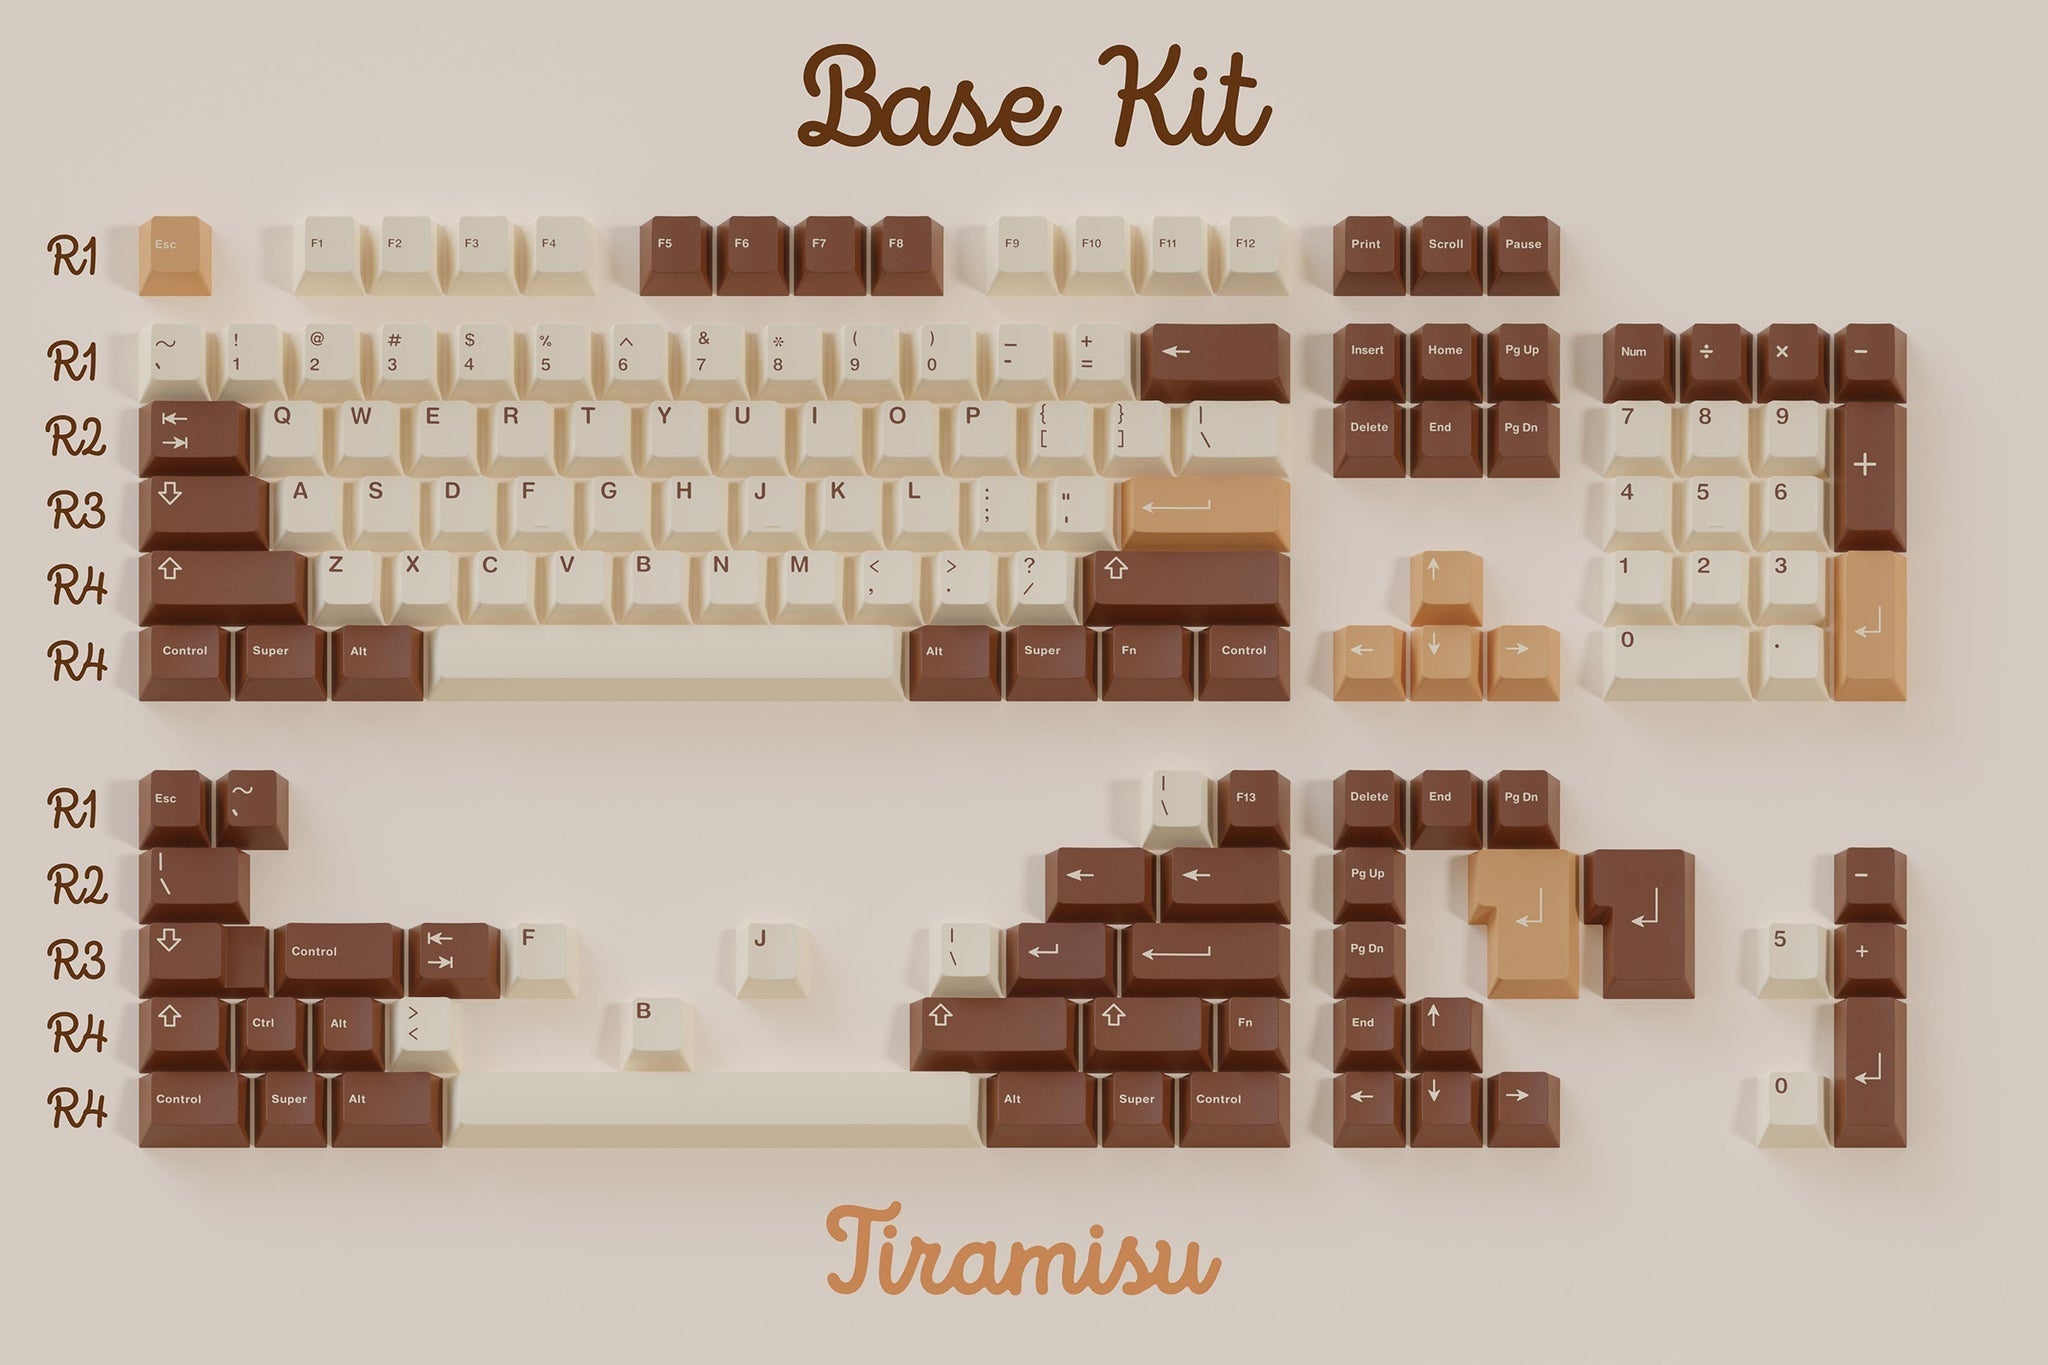 Base Kit
R1 Esc F1 F2 F3 F4 F5 F6 F7 F8 F9 F10 F11 F12 Print Scroll Pause
R1 ~ ` ! 1 @ 2 # 3 $ 4 % 5 ^ 6 & 7 * 8 ( 9 ) 0 _ - + = ← Insert Home Pg Up Num ÷ × −
R2 ⇤ ⇥ Q W E R T Y U I O P { [ } ] | \ Delete End Pg Dn 7 8 9 +
R3 ⇩ A S D F G H J K L : ; " ' ↵ 4 5 6
R4 ⇧ Z X C V B N M < , > . ? / ⇧ ↑ 1 2 3 ↵
R4 Control Super Alt Alt Super Fn Control ← ↓ → 0 .
R1 Esc ~ ` | \ F13 Delete End Pg Dn
R2 | \ ← ← Pg Up ↵ ↵ −
R3 ⇩ Control ⇤ ⇥ F J | \ ↵ ↵ Pg Dn 5 +
R4 ⇧ Ctrl Alt > < B ⇧ ⇧ Fn End ↑ ↵
R4 Control Super Alt Alt Super Control ← ↓ → 0
Tiramisu